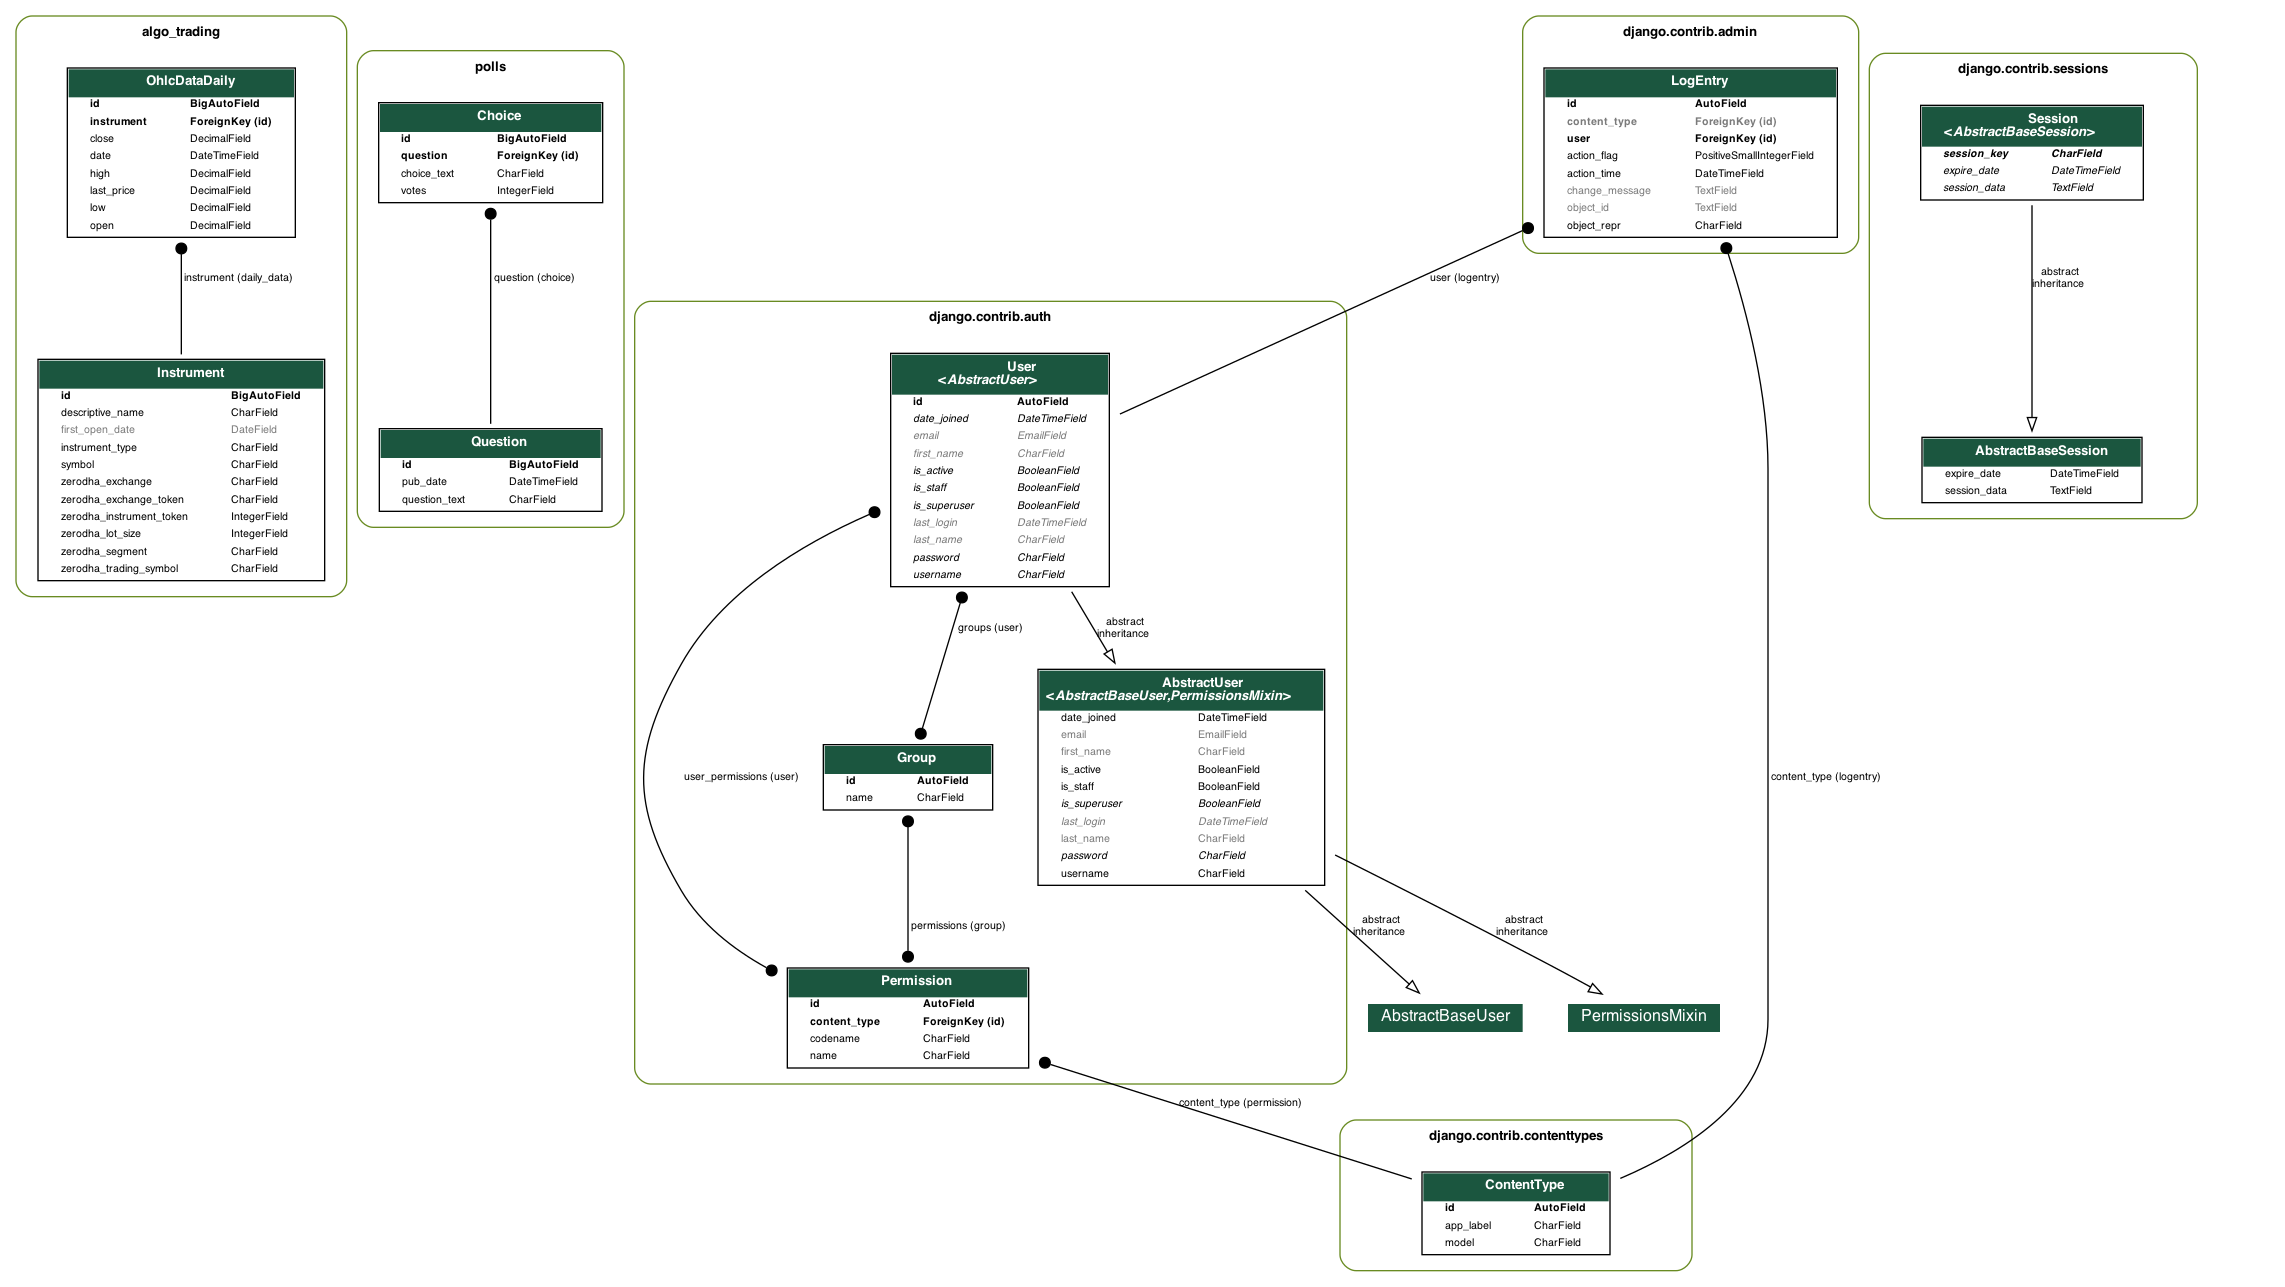 algo_trading
OhlcDataDaily
id BigAutoField
instrument ForeignKey (id)
close DecimalField
date DateTimeField
high DecimalField
last_price DecimalField
low DecimalField
open DecimalField
instrument (daily_data)
Instrument
id BigAutoField
descriptive_name CharField
first_open_date DateField
instrument_type CharField
symbol CharField
zerodha_exchange CharField
zerodha_exchange_token CharField
zerodha_instrument_token IntegerField
zerodha_lot_size IntegerField
zerodha_segment CharField
zerodha_trading_symbol CharField
polls
Choice
id BigAutoField
question ForeignKey (id)
choice_text CharField
votes IntegerField
question (choice)
Question
id BigAutoField
pub_date DateTimeField
question_text CharField
django.contrib.admin
LogEntry
id AutoField
content_type ForeignKey (id)
user ForeignKey (id)
action_flag PositiveSmallIntegerField
action_time DateTimeField
change_message TextField
object_id TextField
object_repr CharField
user (logentry)
content_type (logentry)
django.contrib.sessions
Session
<AbstractBaseSession>
session_key CharField
expire_date DateTimeField
session_data TextField
abstract
inheritance
AbstractBaseSession
expire_date DateTimeField
session_data TextField
django.contrib.auth
User
<AbstractUser>
id AutoField
date_joined DateTimeField
email EmailField
first_name CharField
is_active BooleanField
is_staff BooleanField
is_superuser BooleanField
last_login DateTimeField
last_name CharField
password CharField
username CharField
groups (user)
abstract
inheritance
user_permissions (user)
Group
id AutoField
name CharField
permissions (group)
AbstractUser
<AbstractBaseUser,PermissionsMixin>
date_joined DateTimeField
email EmailField
first_name CharField
is_active BooleanField
is_staff BooleanField
is_superuser BooleanField
last_login DateTimeField
last_name CharField
password CharField
username CharField
abstract
inheritance
abstract
inheritance
AbstractBaseUser
PermissionsMixin
Permission
id AutoField
content_type ForeignKey (id)
codename CharField
name CharField
content_type (permission)
django.contrib.contenttypes
ContentType
id AutoField
app_label CharField
model CharField